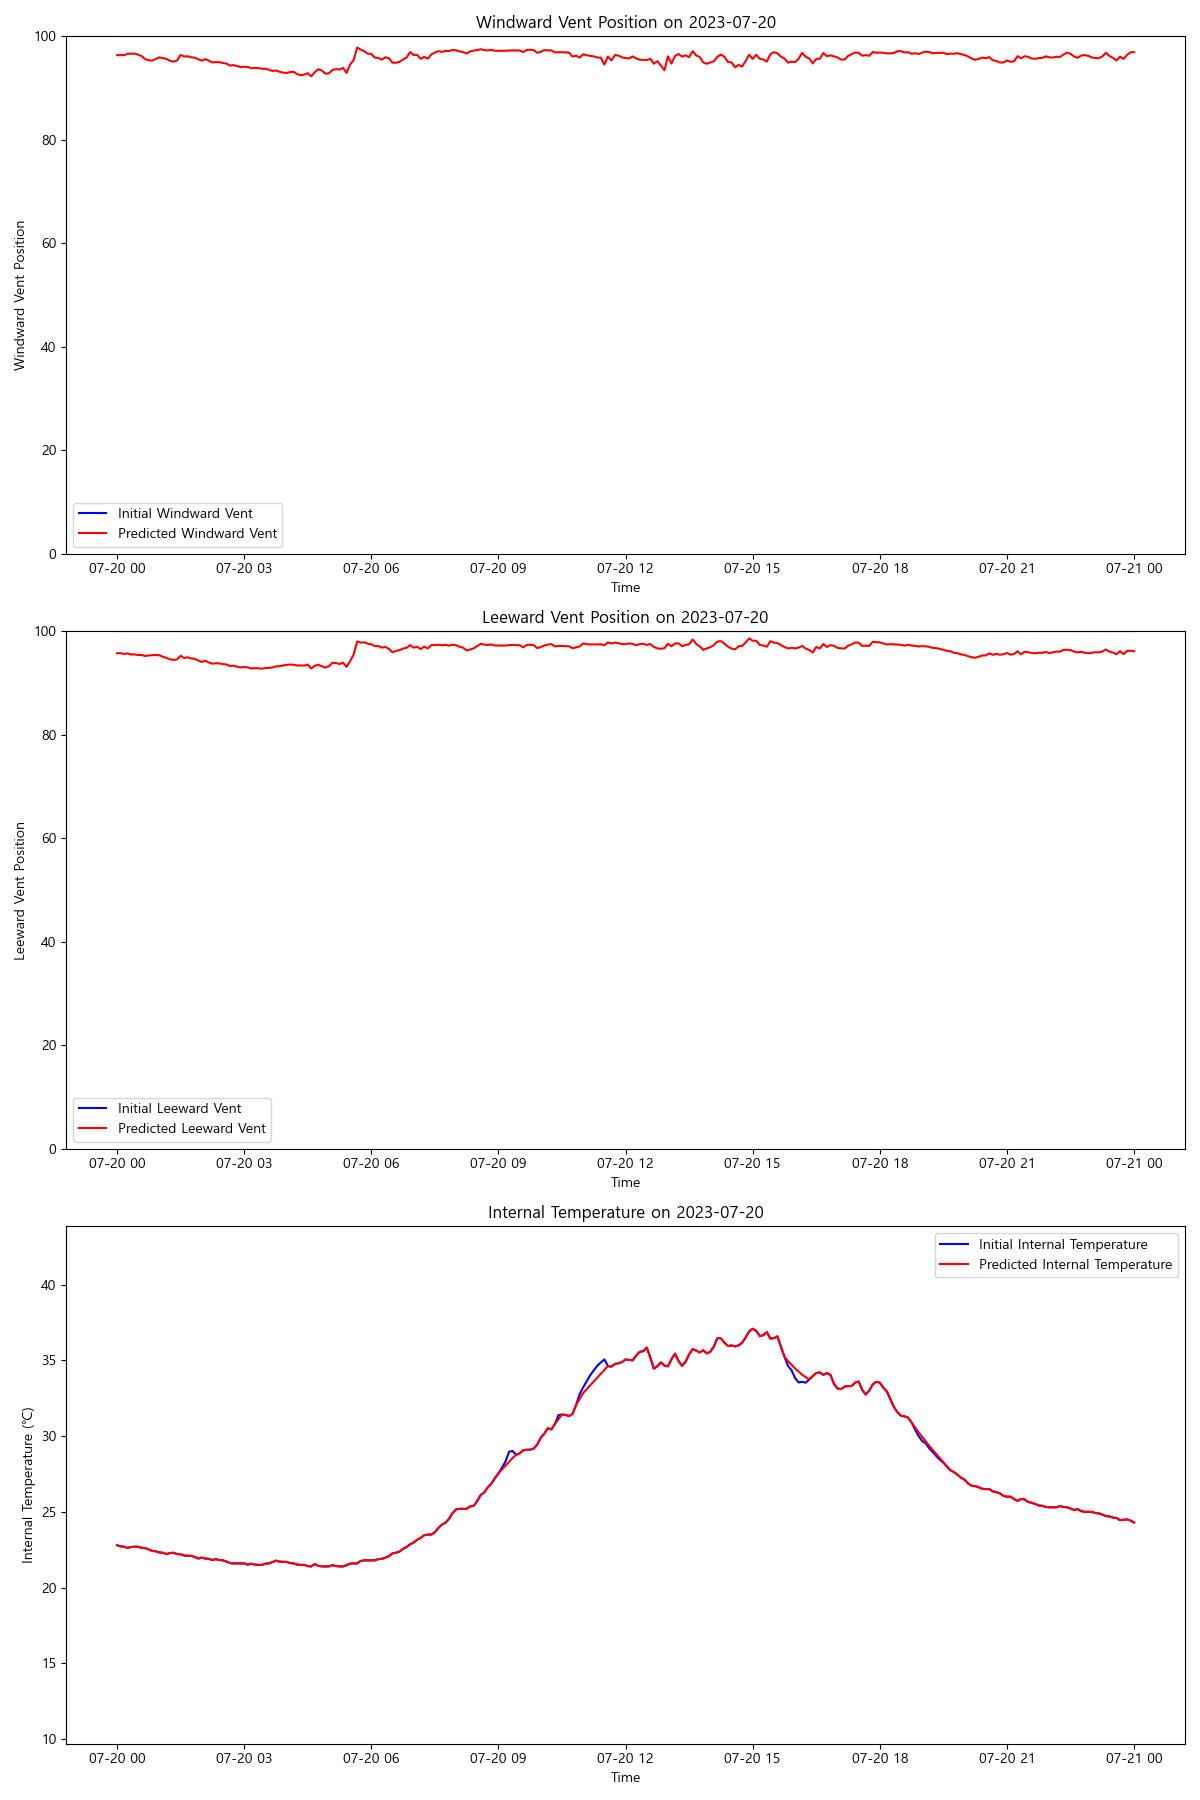 Windward Vent Position on 2023-07-20
100
80
60
40
20
0
Windward Vent Position
Initial Windward Vent
Predicted Windward Vent
07-20 00 07-20 03 07-20 06 07-20 09 07-20 12 07-20 15 07-20 18 07-20 21 07-21 00
Time
Leeward Vent Position on 2023-07-20
100
80
60
40
20
0
Leeward Vent Position
Initial Leeward Vent
Predicted Leeward Vent
07-20 00 07-20 03 07-20 06 07-20 09 07-20 12 07-20 15 07-20 18 07-20 21 07-21 00
Time
Internal Temperature on 2023-07-20
Initial Internal Temperature
Predicted Internal Temperature
40
35
30
25
20
15
10
Internal Temperature (℃)
07-20 00 07-20 03 07-20 06 07-20 09 07-20 12 07-20 15 07-20 18 07-20 21 07-21 00
Time